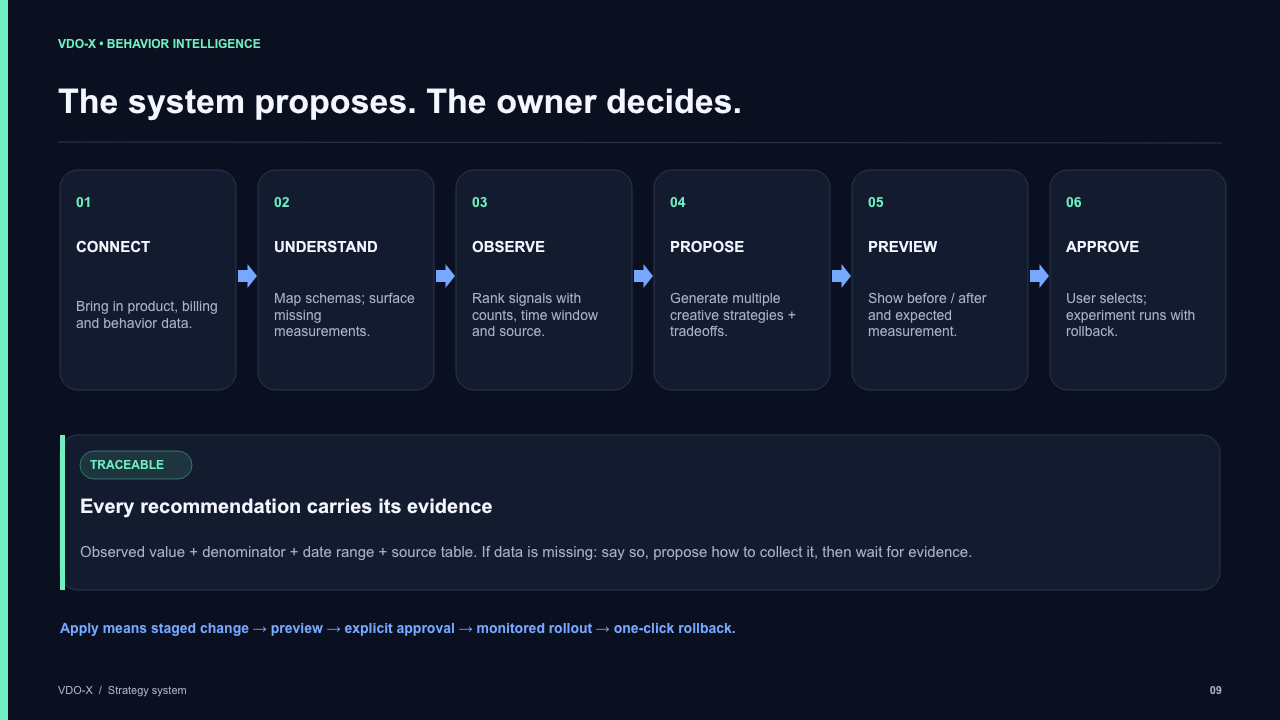 VDO-X • BEHAVIOR INTELLIGENCE
The system proposes. The owner decides.
01
CONNECT
Bring in product, billing
and behavior data.
02
UNDERSTAND
Map schemas; surface
missing
measurements.
03
OBSERVE
Rank signals with
counts, time window
and source.
04
PROPOSE
Generate multiple
creative strategies +
tradeoffs.
05
PREVIEW
Show before / after
and expected
measurement.
06
APPROVE
User selects;
experiment runs with
rollback.
TRACEABLE
Every recommendation carries its evidence
Observed value + denominator + date range + source table. If data is missing: say so, propose how to collect it, then wait for evidence.
Apply means staged change → preview → explicit approval → monitored rollout → one-click rollback.
VDO-X / Strategy system
09